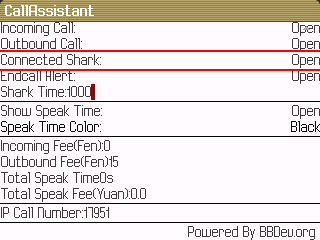 CallAssistant
Incoming Call: Open
Outbound Call: Open
Connected Shark: Open
Endcall Alert: Open
Shark Time:1000
Show Speak Time: Open
Speak Time Color: Black
Incoming Fee(Fen):0
Outbound Fee(Fen):15
Total Speak Time:0s
Total Speak Fee(Yuan):0.0
IP Call Number:17951
Powered By BBDev.org